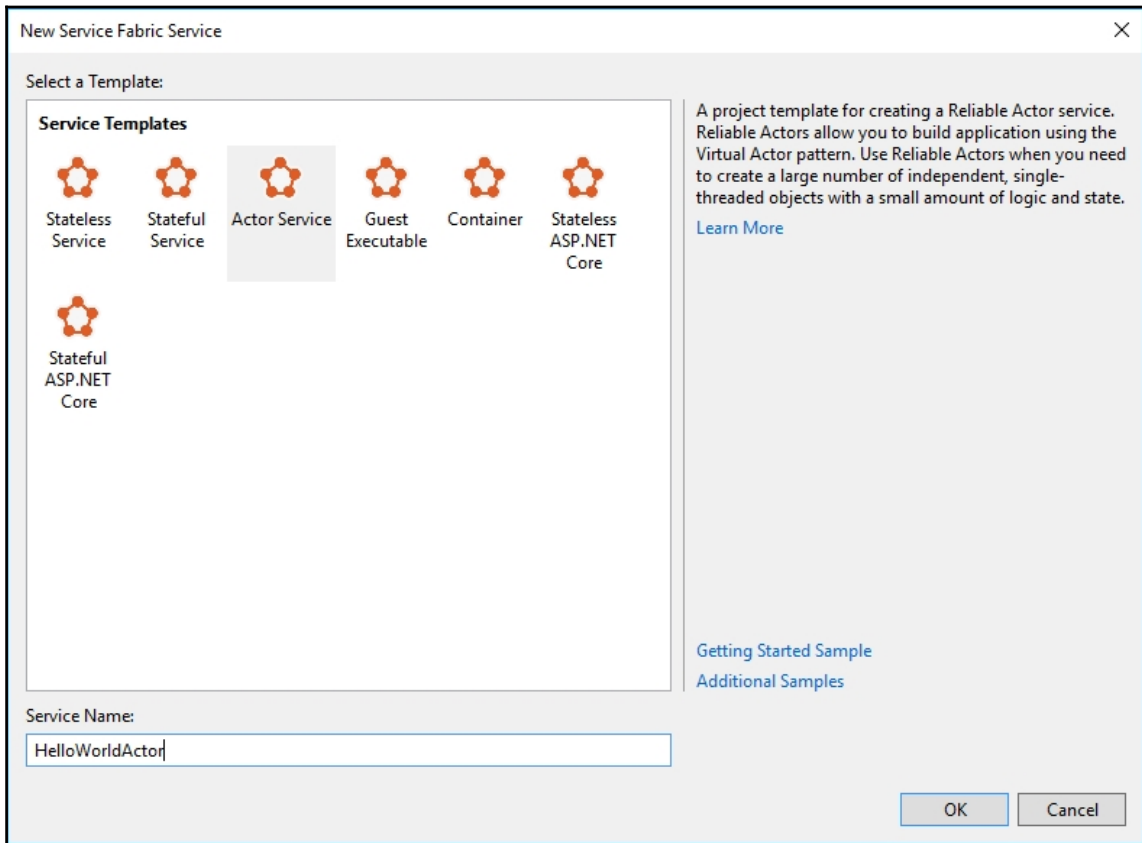 New Service Fabric Service
Select a Template:
Service Templates
Stateless
Service
Stateful
Service
Actor Service
Guest
Executable
Container
Stateless
ASP.NET
Core
Stateful
ASP.NET
Core
A project template for creating a Reliable Actor service.
Reliable Actors allow you to build application using the
Virtual Actor pattern. Use Reliable Actors when you need
to create a large number of independent, single-
threaded objects with a small amount of logic and state.
Learn More
Getting Started Sample
Additional Samples
Service Name:
HelloWorldActor
OK
Cancel